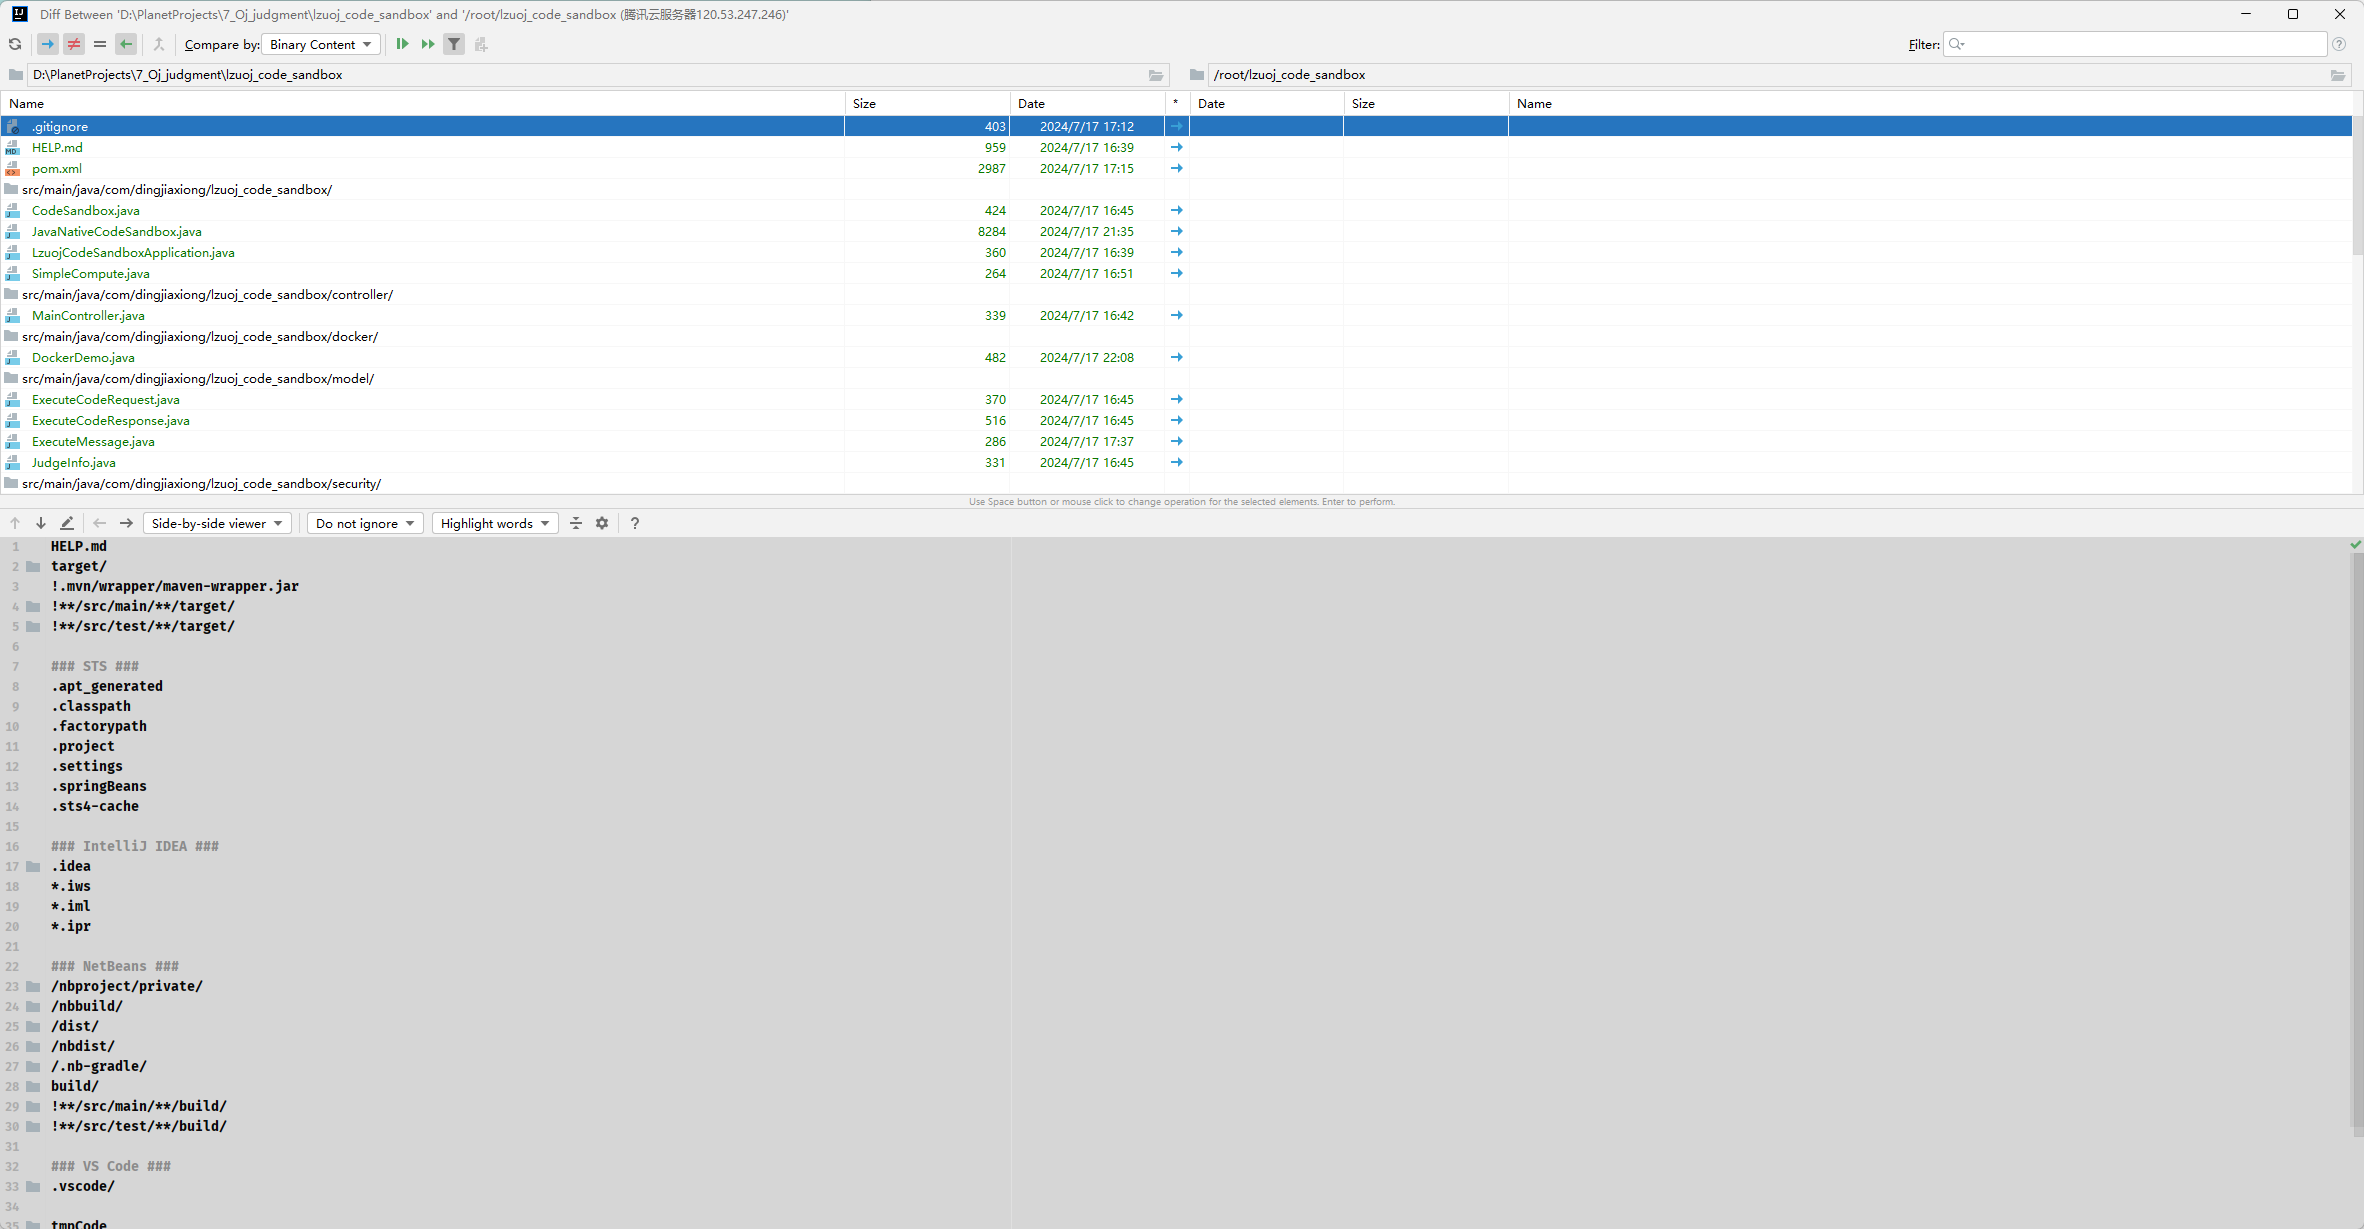 Diff Between 'D:\PlanetProjects\7_Oj_judgment\lzuoj_code_sandbox' and '/root/lzuoj_code_sandbox (腾讯云服务器120.53.247.246)'
Compare by: Binary Content
Filter:
D:\PlanetProjects\7_Oj_judgment\lzuoj_code_sandbox /root/lzuoj_code_sandbox
Name Size Date * Date Size Name
.gitignore 403 2024/7/17 17:12
HELP.md 959 2024/7/17 16:39
pom.xml 2987 2024/7/17 17:15
src/main/java/com/dingjiaxiong/lzuoj_code_sandbox/
CodeSandbox.java 424 2024/7/17 16:45
JavaNativeCodeSandbox.java 8284 2024/7/17 21:35
LzuojCodeSandboxApplication.java 360 2024/7/17 16:39
SimpleCompute.java 264 2024/7/17 16:51
src/main/java/com/dingjiaxiong/lzuoj_code_sandbox/controller/
MainController.java 339 2024/7/17 16:42
src/main/java/com/dingjiaxiong/lzuoj_code_sandbox/docker/
DockerDemo.java 482 2024/7/17 22:08
src/main/java/com/dingjiaxiong/lzuoj_code_sandbox/model/
ExecuteCodeRequest.java 370 2024/7/17 16:45
ExecuteCodeResponse.java 516 2024/7/17 16:45
ExecuteMessage.java 286 2024/7/17 17:37
JudgeInfo.java 331 2024/7/17 16:45
src/main/java/com/dingjiaxiong/lzuoj_code_sandbox/security/
Use Space button or mouse click to change operation for the selected elements. Enter to perform.
Side-by-side viewer Do not ignore Highlight words ?
1 HELP.md
2 target/
3 !.mvn/wrapper/maven-wrapper.jar
4 !**/src/main/**/target/
5 !**/src/test/**/target/
6
7 ### STS ###
8 .apt_generated
9 .classpath
10 .factorypath
11 .project
12 .settings
13 .springBeans
14 .sts4-cache
15
16 ### IntelliJ IDEA ###
17 .idea
18 *.iws
19 *.iml
20 *.ipr
21
22 ### NetBeans ###
23 /nbproject/private/
24 /nbbuild/
25 /dist/
26 /nbdist/
27 /.nb-gradle/
28 build/
29 !**/src/main/**/build/
30 !**/src/test/**/build/
31
32 ### VS Code ###
33 .vscode/
34
35 tmpCode